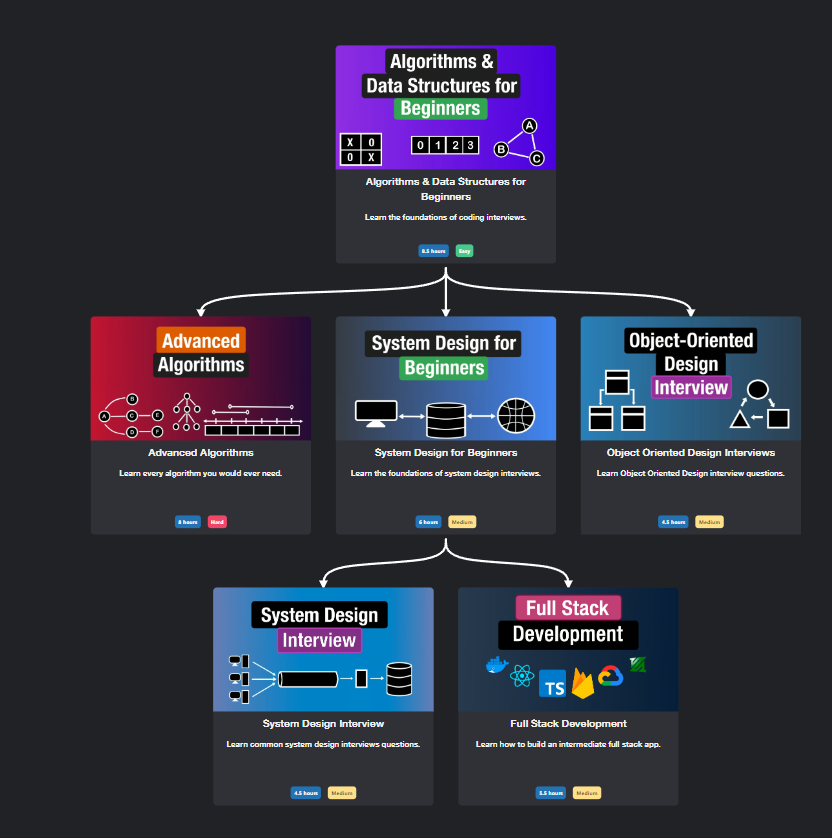 Algorithms &
Data Structures for
Beginners
X O
O X
0 1 2 3
A
B
C
Algorithms & Data Structures for
Beginners
Learn the foundations of coding interviews.
8.5 hours Easy
Advanced
Algorithms
B
A C E
D F
Advanced Algorithms
Learn every algorithm you would ever need.
8 hours Hard
System Design for
Beginners
System Design for Beginners
Learn the foundations of system design interviews.
6 hours Medium
Object-Oriented
Design
Interview
Object Oriented Design Interviews
Learn Object Oriented Design interview questions.
4.5 hours Medium
System Design
Interview
System Design Interview
Learn common system design interviews questions.
4.5 hours Medium
Full Stack
Development
TS
Full Stack Development
Learn how to build an intermediate full stack app.
5.5 hours Medium